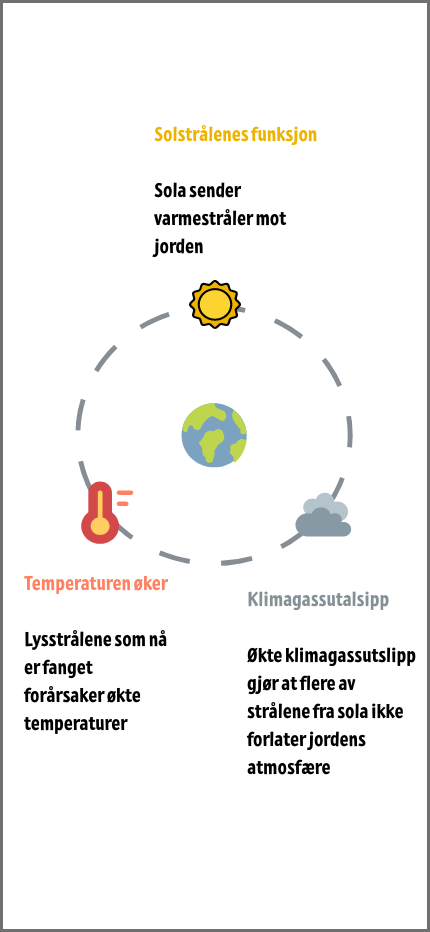 Solstrålenes funksjon
Sola sender
varmestråler mot
jorden
Temperaturen øker
Lysstrålene som nå
er fanget
forårsaker økte
temperaturer
Klimagassutalsipp
Økte klimagassutslipp
gjør at flere av
strålene fra sola ikke
forlater jordens
atmosfære